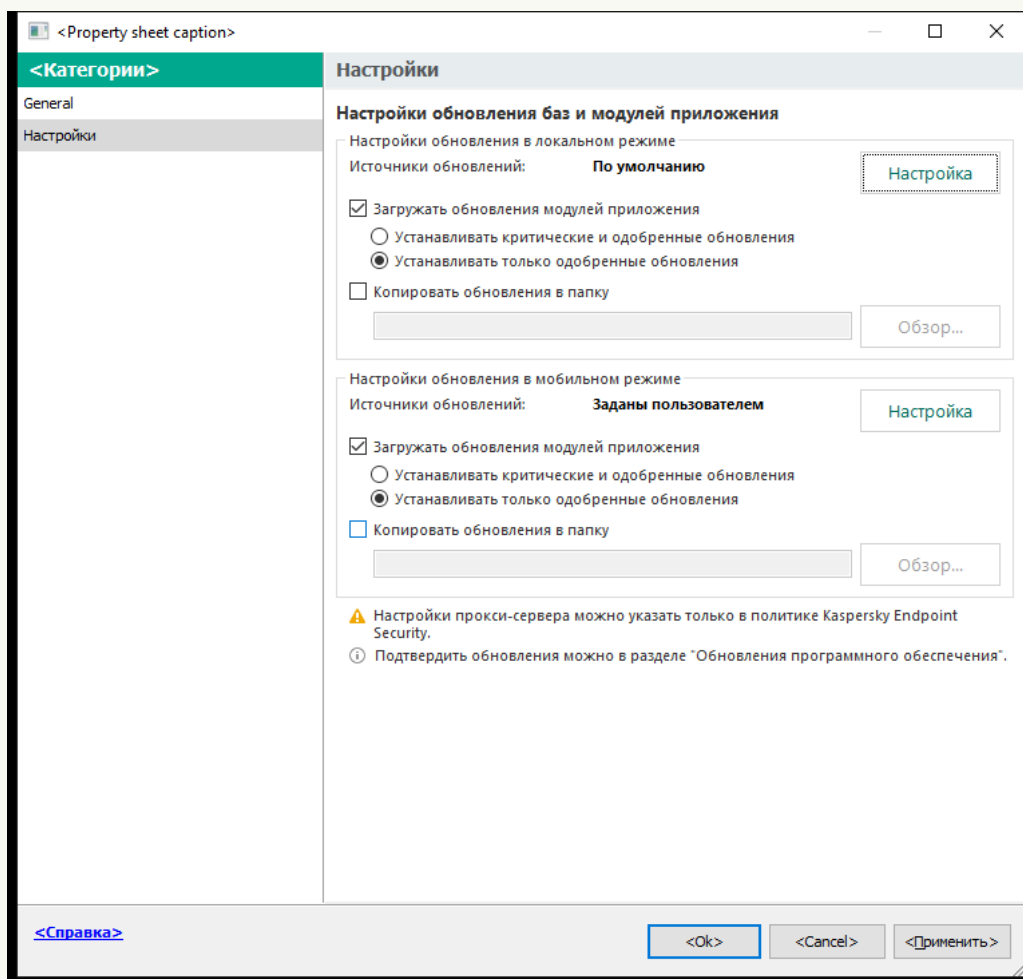 <Property sheet caption>
<Категории>
General
Настройки
Настройки
Настройки обновления баз и модулей приложения
Настройки обновления в локальном режиме
Источники обновлений: По умолчанию
Настройка
Загружать обновления модулей приложения
Устанавливать критические и одобренные обновления
Устанавливать только одобренные обновления
Копировать обновления в папку
Обзор...
Настройки обновления в мобильном режиме
Источники обновлений: Заданы пользователем
Настройка
Загружать обновления модулей приложения
Устанавливать критические и одобренные обновления
Устанавливать только одобренные обновления
Копировать обновления в папку
Обзор...
Настройки прокси-сервера можно указать только в политике Kaspersky Endpoint
Security.
Подтвердить обновления можно в разделе "Обновления программного обеспечения".
<Справка>
<Ok> <Cancel> <Применить>